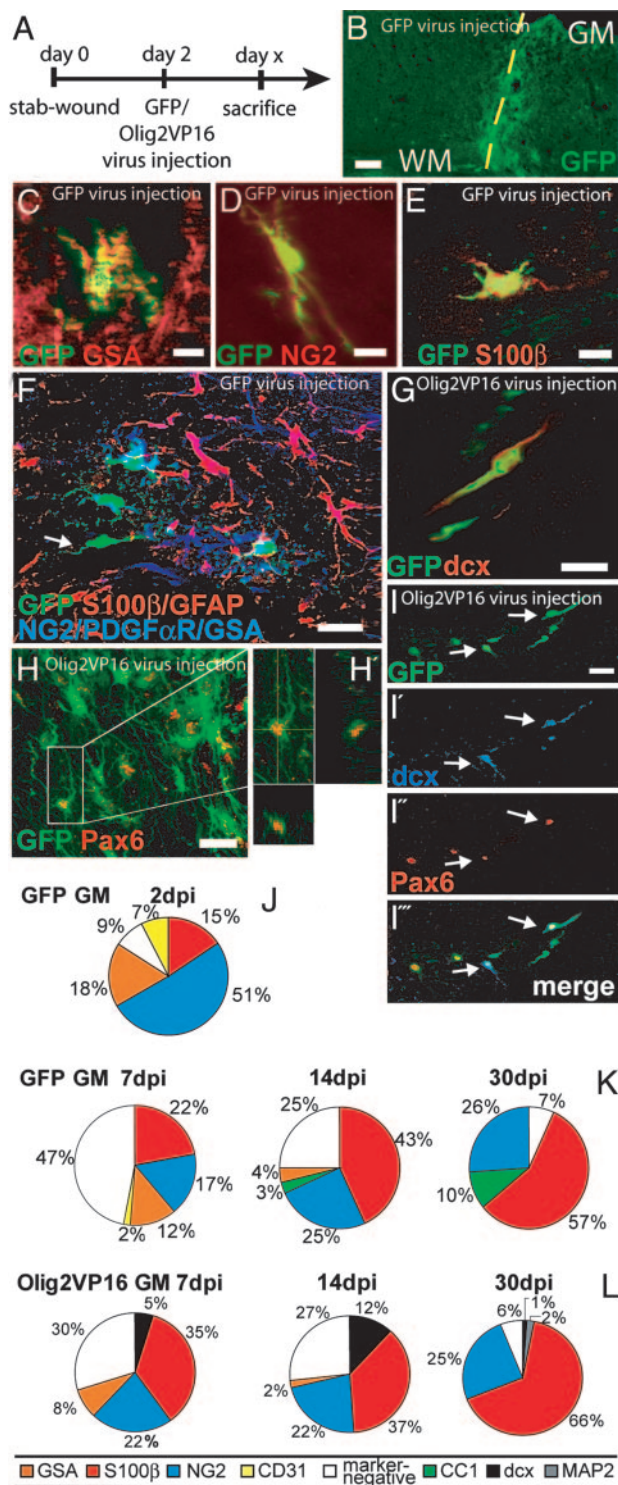 A
day 0 day 2 day x
stab-wound GFP/ sacrifice
Olig2VP16
virus injection
B GFP virus injection GM
WM GFP
C GFP virus injection
GFP GSA
D GFP virus injection
GFP NG2
E GFP virus injection
GFP S100β
F GFP virus injection
GFP S100β/GFAP
NG2/PDGFαR/GSA
G Olig2VP16 virus injection
GFP dcx
H Olig2VP16 virus injection
GFP Pax6
H´
I Olig2VP16 virus injection
GFP
I´
dcx
I´´
Pax6
I´´´
merge
GFP GM 2dpi J
9% 7% 15%
18% 51%
GFP GM 7dpi 14dpi 30dpi K
47% 22% 17% 12% 2%
25% 43% 25% 3% 4%
26% 7% 57% 10%
Olig2VP16 GM 7dpi 14dpi 30dpi L
30% 5% 35% 22% 8%
27% 12% 37% 22% 2%
6% 1% 2% 66% 25%
GSA S100β NG2 CD31 marker-negative CC1 dcx MAP2